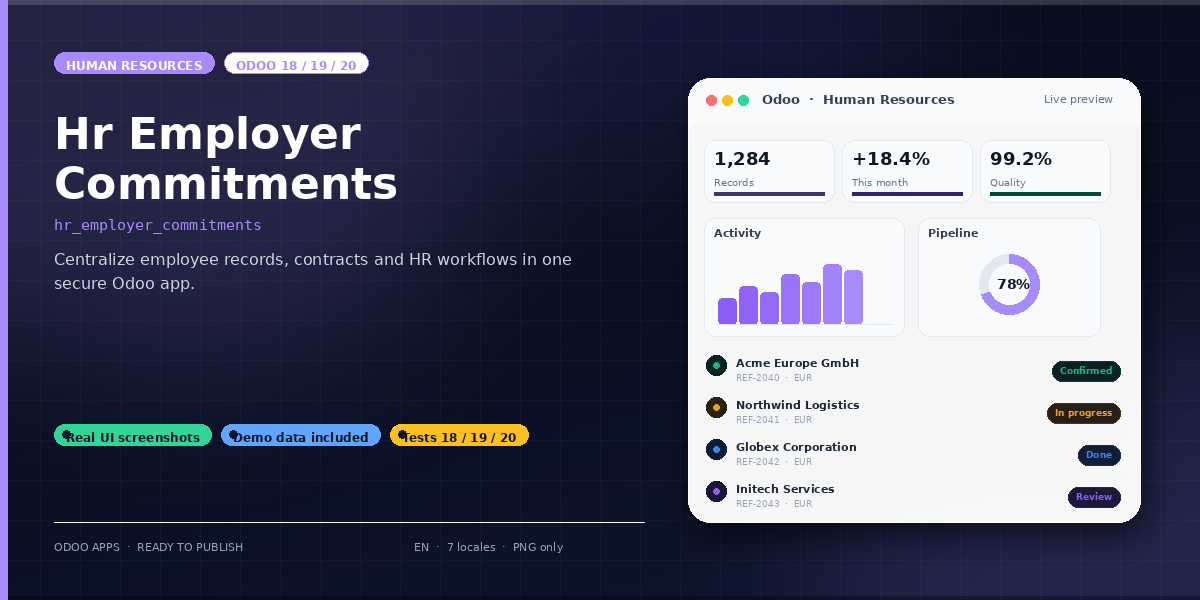 HUMAN RESOURCES
ODOO 18 / 19 / 20
Hr Employer
Commitments
hr_employer_commitments
Centralize employee records, contracts and HR workflows in one
secure Odoo app.
Real UI screenshots
Demo data included
Tests 18 / 19 / 20
ODOO APPS · READY TO PUBLISH
EN · 7 locales · PNG only
Odoo · Human Resources
Live preview
1,284
Records
+18.4%
This month
99.2%
Quality
Activity
Pipeline
78%
Acme Europe GmbH
REF-2040 · EUR
Confirmed
Northwind Logistics
REF-2041 · EUR
In progress
Globex Corporation
REF-2042 · EUR
Done
Initech Services
REF-2043 · EUR
Review